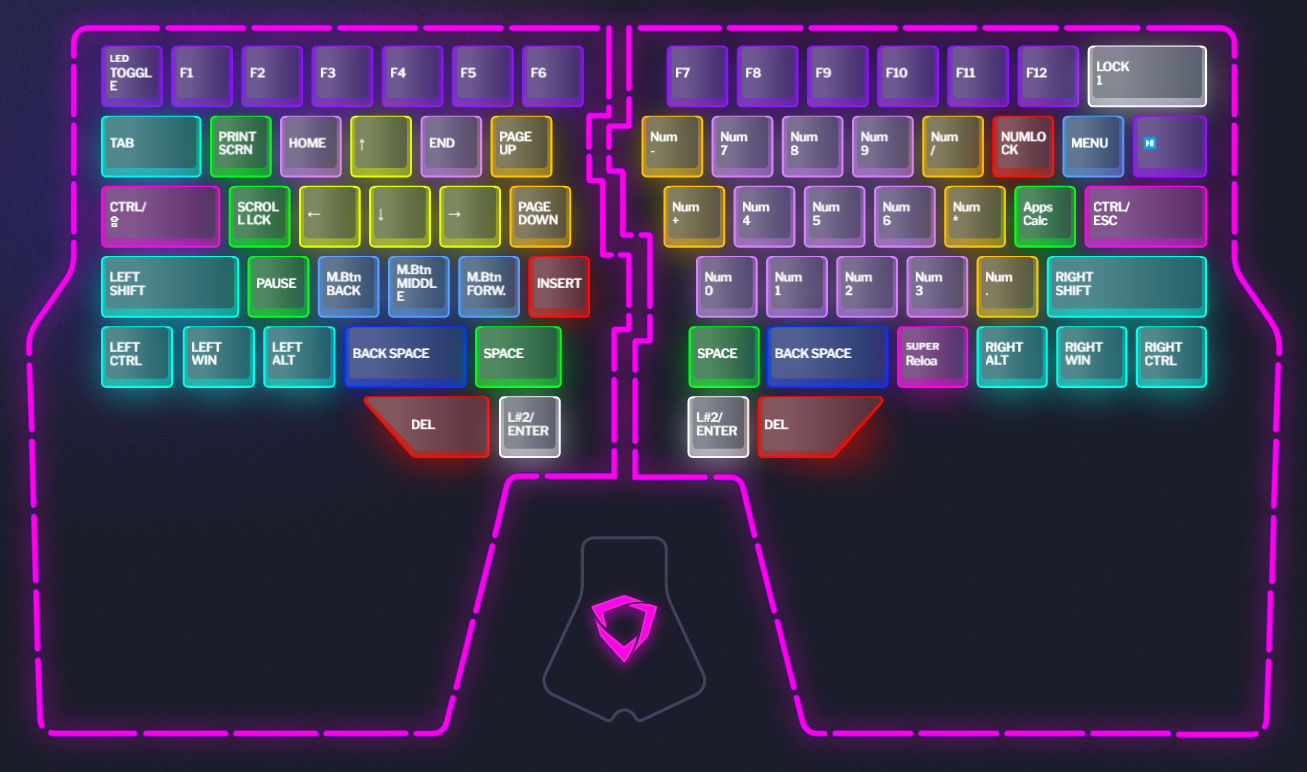 LED
TOGGL
E
F1
F2
F3
F4
F5
F6
F7
F8
F9
F10
F11
F12
LOCK
1
TAB
PRINT
SCRN
HOME
↑
END
PAGE
UP
Num
-
Num
7
Num
8
Num
9
Num
/
NUMLO
CK
MENU
⏯
CTRL/
⇪
SCROL
L LCK
←
↓
→
PAGE
DOWN
Num
+
Num
4
Num
5
Num
6
Num
*
Apps
Calc
CTRL/
ESC
LEFT
SHIFT
PAUSE
M.Btn
BACK
M.Btn
MIDDL
E
M.Btn
FORW.
INSERT
Num
0
Num
1
Num
2
Num
3
Num
.
RIGHT
SHIFT
LEFT
CTRL
LEFT
WIN
LEFT
ALT
BACK SPACE
SPACE
SPACE
BACK SPACE
SUPER
Reloa
RIGHT
ALT
RIGHT
WIN
RIGHT
CTRL
DEL
L#2/
ENTER
L#2/
ENTER
DEL